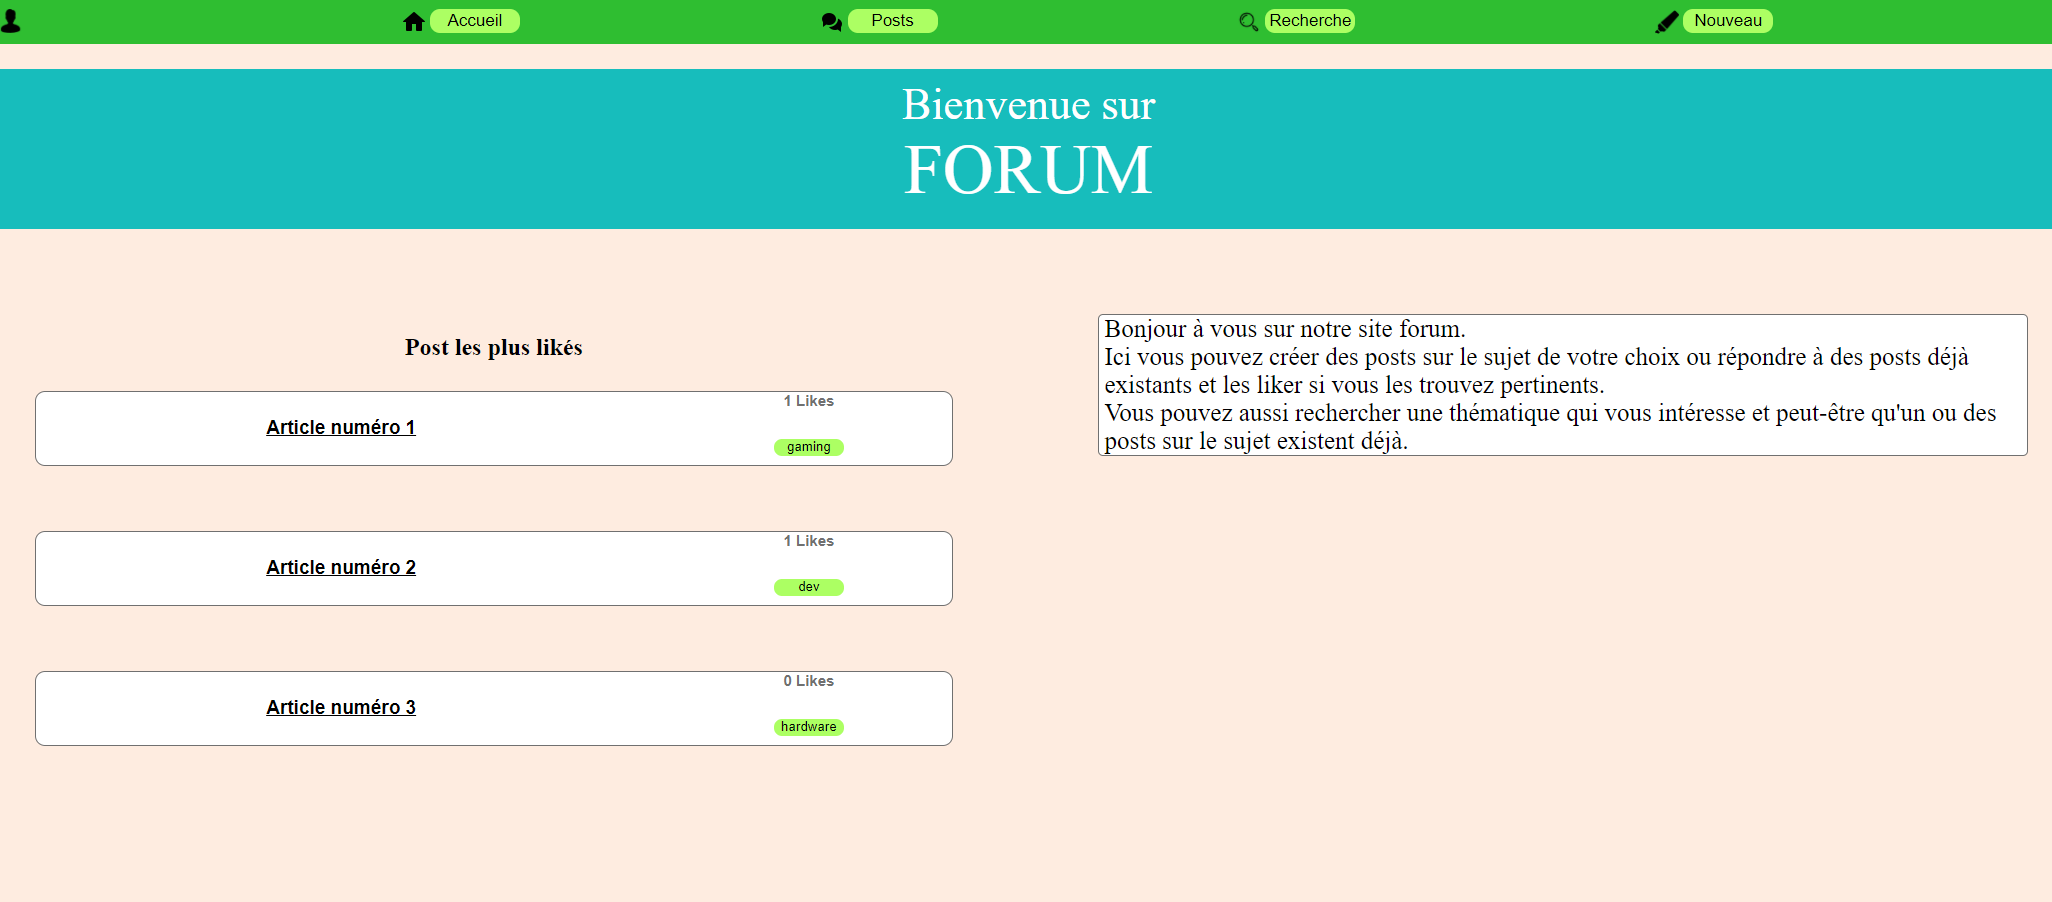 Accueil
Posts
Recherche
Nouveau
Bienvenue sur
FORUM
Post les plus likés
Article numéro 1
1 Likes
gaming
Article numéro 2
1 Likes
dev
Article numéro 3
0 Likes
hardware
Bonjour à vous sur notre site forum.
Ici vous pouvez créer des posts sur le sujet de votre choix ou répondre à des posts déjà
existants et les liker si vous les trouvez pertinents.
Vous pouvez aussi rechercher une thématique qui vous intéresse et peut-être qu'un ou des
posts sur le sujet existent déjà.